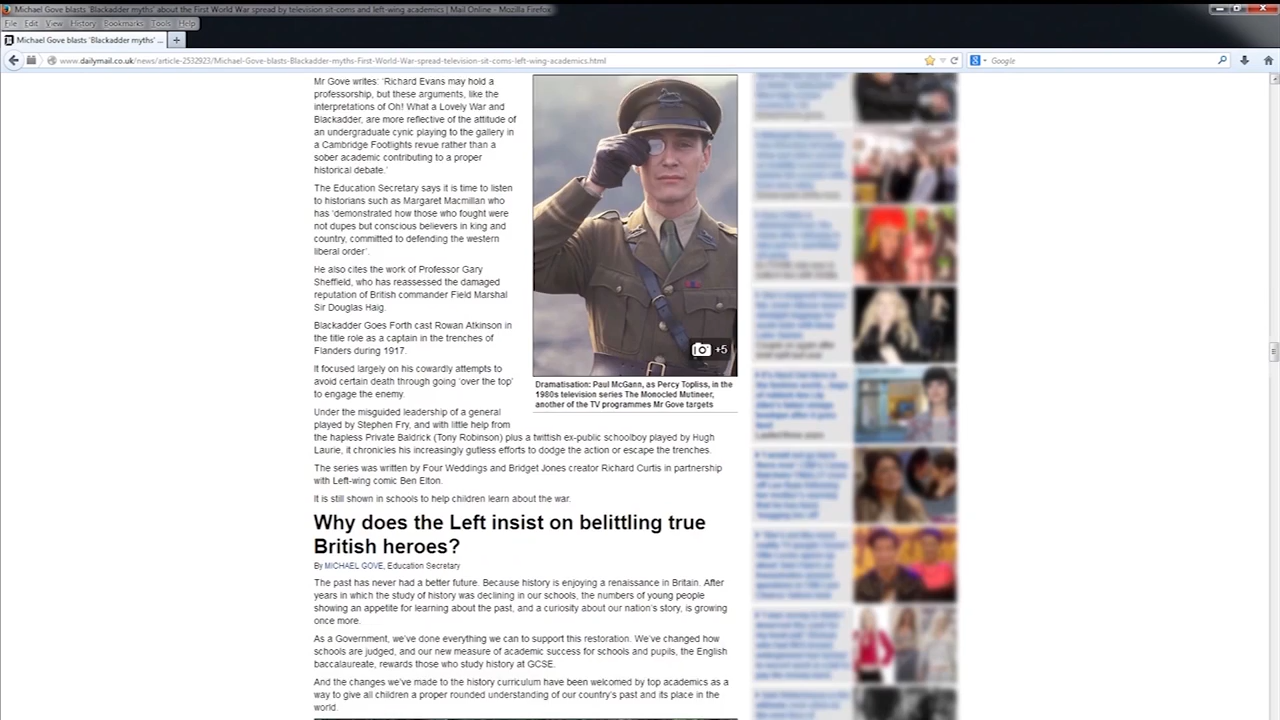 Michael Gove blasts 'Blackadder myths' about the First World War spread by television sit-coms and left-wing academics | Mail Online - Mozilla Firefox
File Edit View History Bookmarks Tools Help
Michael Gove blasts 'Blackadder myths' ...
www.dailymail.co.uk/news/article-2532923/Michael-Gove-blasts-Blackadder-myths-First-World-War-spread-television-sit-coms-left-wing-academics.html
Google
Mr Gove writes: 'Richard Evans may hold a
professorship, but these arguments, like the
interpretations of Oh! What a Lovely War and
Blackadder, are more reflective of the attitude of
an undergraduate cynic playing to the gallery in
a Cambridge Footlights revue rather than a
sober academic contributing to a proper
historical debate.'
The Education Secretary says it is time to listen
to historians such as Margaret Macmillan who
has 'demonstrated how those who fought were
not dupes but conscious believers in king and
country, committed to defending the western
liberal order'.
He also cites the work of Professor Gary
Sheffield, who has reassessed the damaged
reputation of British commander Field Marshal
Sir Douglas Haig.
Blackadder Goes Forth cast Rowan Atkinson in
the title role as a captain in the trenches of
Flanders during 1917.
It focused largely on his cowardly attempts to
avoid certain death through going 'over the top'
to engage the enemy.
Under the misguided leadership of a general
played by Stephen Fry, and with little help from
the hapless Private Baldrick (Tony Robinson) plus a twittish ex-public schoolboy played by Hugh
Laurie, it chronicles his increasingly gutless efforts to dodge the action or escape the trenches.
The series was written by Four Weddings and Bridget Jones creator Richard Curtis in partnership
with Left-wing comic Ben Elton.
It is still shown in schools to help children learn about the war.
+5
Dramatisation: Paul McGann, as Percy Topliss, in the
1980s television series The Monocled Mutineer,
another of the TV programmes Mr Gove targets
Why does the Left insist on belittling true
British heroes?
By MICHAEL GOVE, Education Secretary
The past has never had a better future. Because history is enjoying a renaissance in Britain. After
years in which the study of history was declining in our schools, the numbers of young people
showing an appetite for learning about the past, and a curiosity about our nation's story, is growing
once more.
As a Government, we've done everything we can to support this restoration. We've changed how
schools are judged, and our new measure of academic success for schools and pupils, the English
baccalaureate, rewards those who study history at GCSE.
And the changes we've made to the history curriculum have been welcomed by top academics as a
way to give all children a proper rounded understanding of our country's past and its place in the
world.